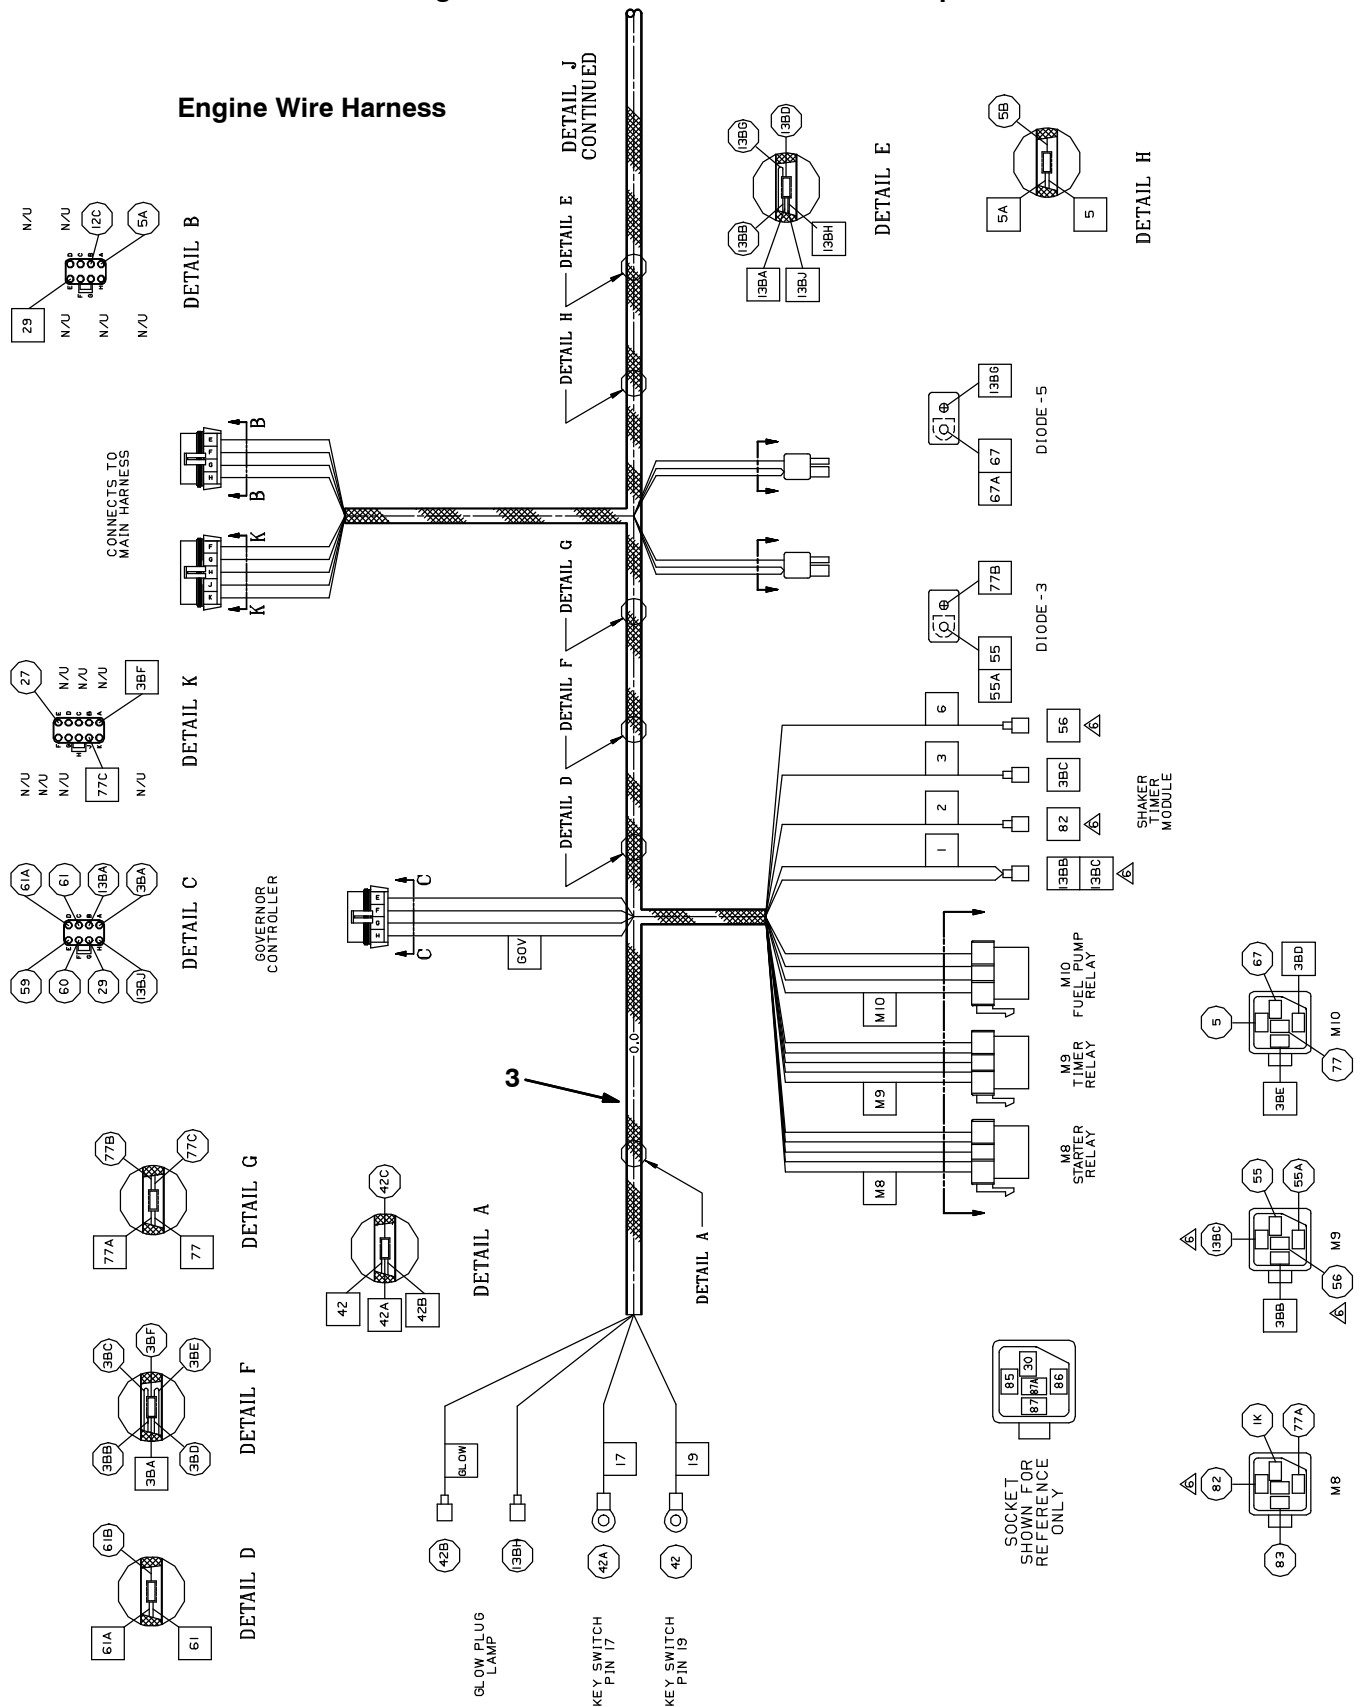 Engine Wire Harness
DETAIL J
CONTINUED
N/U
N/U
12C
5A
29
N/U
N/U
N/U
D
C
B
A
E
F
G
H
DETAIL B
13BG
13BD
13BB
13BA
13BJ
13BH
DETAIL E
5B
5A
5
DETAIL H
DETAIL E
DETAIL H
CONNECTS TO
MAIN HARNESS
E
F
G
H
B
B
F
G
H
J
K
K
K
13BG
67A
67
DIODE-5
77B
55A
55
DIODE-3
27
N/U
N/U
N/U
3BF
N/U
N/U
N/U
77C
N/U
E
D
C
B
A
F
G
H
J
K
DETAIL K
DETAIL G
DETAIL F
DETAIL D
61A
61
13BA
3BA
59
60
29
13BJ
D
C
B
A
E
F
G
H
DETAIL C
GOVERNOR
CONTROLLER
E
F
G
H
C
C
GOV
6
3
2
1
56
6
3BC
82
6
13BB
13BC
6
SHAKER
TIMER
MODULE
0.0
3
M10
M9
M8
M10
FUEL PUMP
RELAY
M9
TIMER
RELAY
M8
STARTER
RELAY
67
3BD
5
3BE
77
M10
55
55A
6
13BC
3BB
56
6
M9
1K
77A
6
82
83
M8
77B
77C
77A
77
DETAIL G
42C
42
42A
42B
DETAIL A
DETAIL A
3BC
3BF
3BE
3BB
3BA
3BD
DETAIL F
61B
61A
61
DETAIL D
GLOW
17
19
42B
13BH
42A
42
GLOW PLUG
LAMP
KEY SWITCH
PIN 17
KEY SWITCH
PIN 19
85
30
87A
87
86
SOCKET
SHOWN FOR
REFERENCE
ONLY